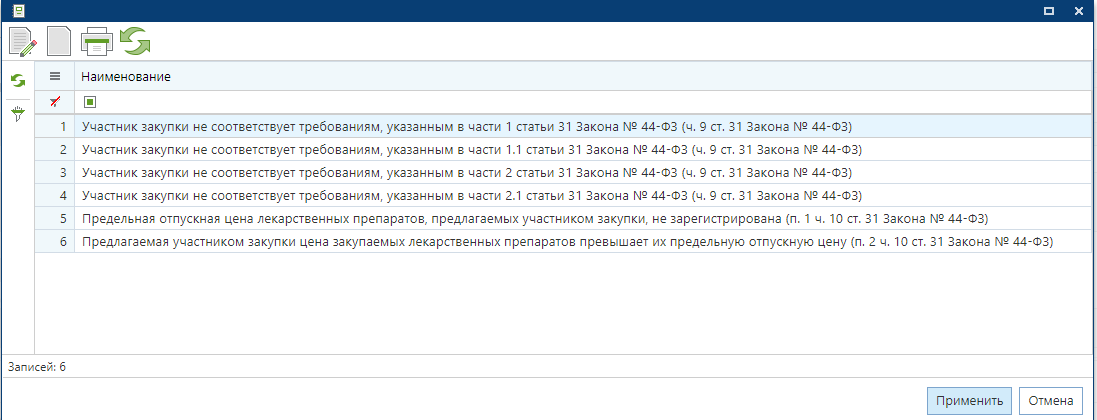 Наименование
1 Участник закупки не соответствует требованиям, указанным в части 1 статьи 31 Закона № 44-ФЗ (ч. 9 ст. 31 Закона № 44-ФЗ)
2 Участник закупки не соответствует требованиям, указанным в части 1.1 статьи 31 Закона № 44-ФЗ (ч. 9 ст. 31 Закона № 44-ФЗ)
3 Участник закупки не соответствует требованиям, указанным в части 2 статьи 31 Закона № 44-ФЗ (ч. 9 ст. 31 Закона № 44-ФЗ)
4 Участник закупки не соответствует требованиям, указанным в части 2.1 статьи 31 Закона № 44-ФЗ (ч. 9 ст. 31 Закона № 44-ФЗ)
5 Предельная отпускная цена лекарственных препаратов, предлагаемых участником закупки, не зарегистрирована (п. 1 ч. 10 ст. 31 Закона № 44-ФЗ)
6 Предлагаемая участником закупки цена закупаемых лекарственных препаратов превышает их предельную отпускную цену (п. 2 ч. 10 ст. 31 Закона № 44-ФЗ)
Записей: 6
Применить Отмена